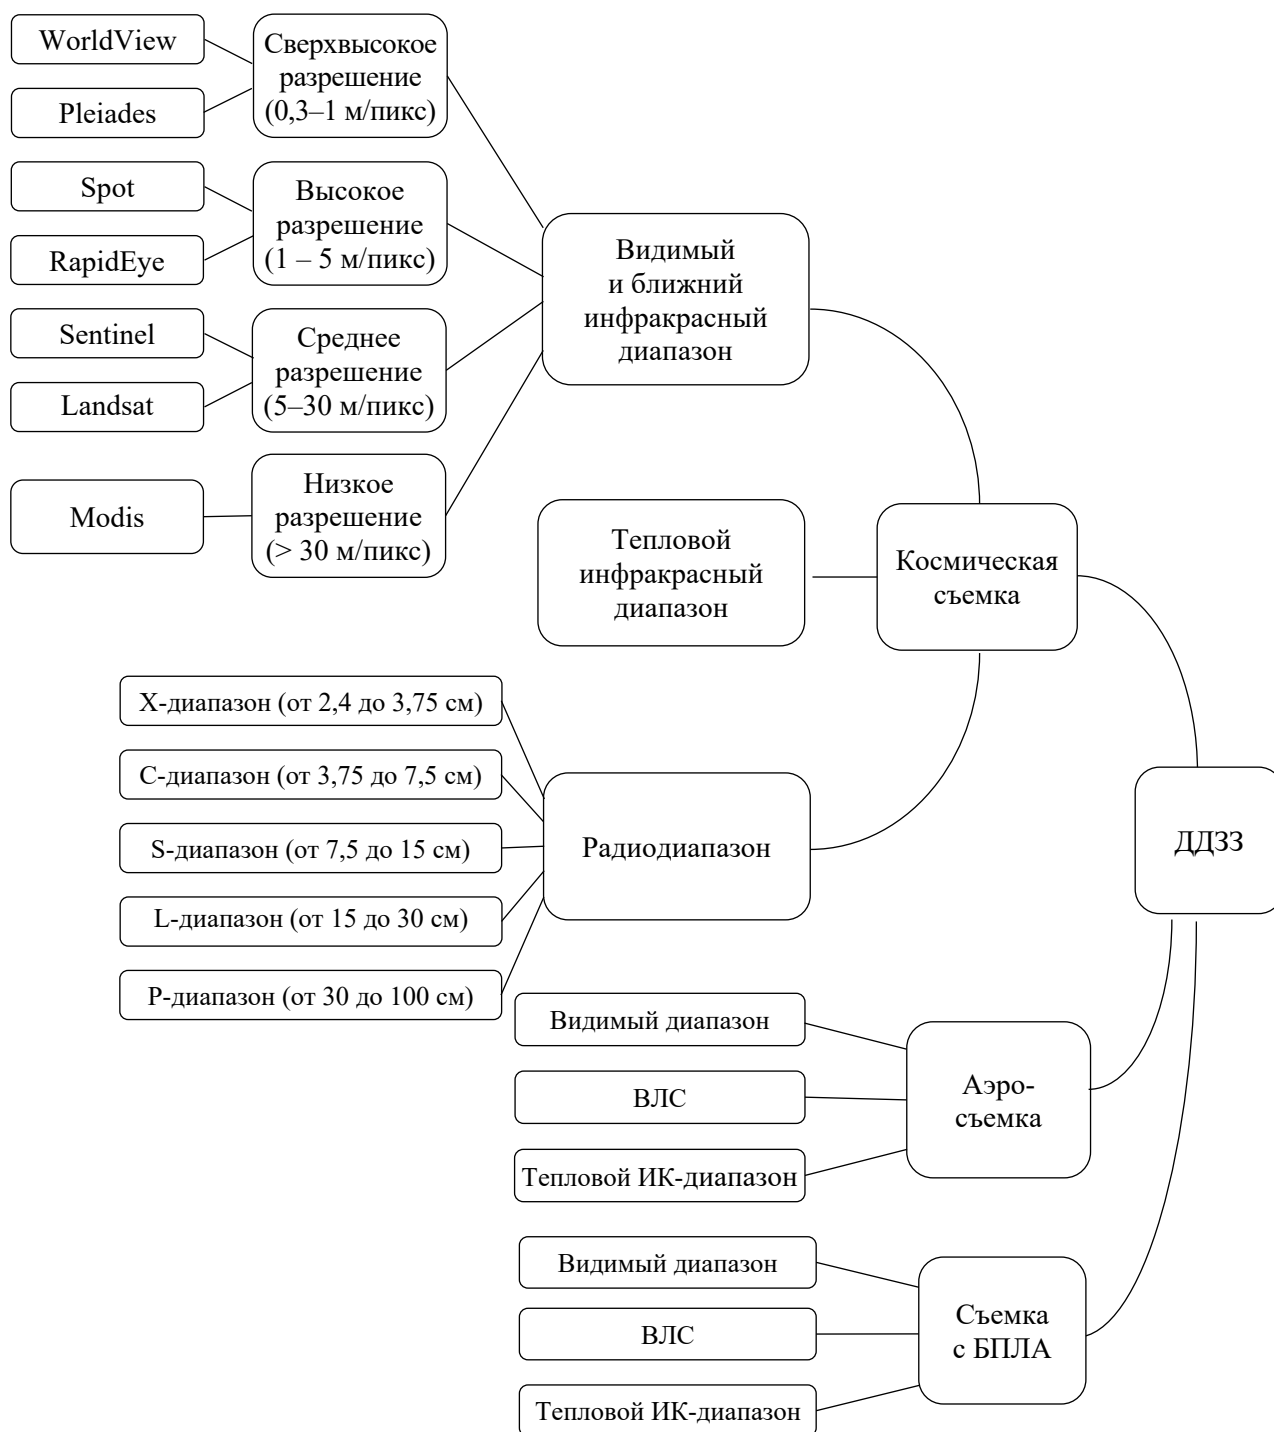 WorldView
Pleiades
Сверхвысокое
разрешение
(0,3–1 м/пикс)
Spot
RapidEye
Высокое
разрешение
(1 – 5 м/пикс)
Sentinel
Landsat
Среднее
разрешение
(5–30 м/пикс)
Modis
Низкое
разрешение
(> 30 м/пикс)
Видимый
и ближний
инфракрасный
диапазон
Тепловой
инфракрасный
диапазон
Космическая
съемка
X-диапазон (от 2,4 до 3,75 см)
C-диапазон (от 3,75 до 7,5 см)
S-диапазон (от 7,5 до 15 см)
L-диапазон (от 15 до 30 см)
P-диапазон (от 30 до 100 см)
Радиодиапазон
ДДЗЗ
Видимый диапазон
ВЛС
Тепловой ИК-диапазон
Аэро-
съемка
Видимый диапазон
ВЛС
Тепловой ИК-диапазон
Съемка
с БПЛА